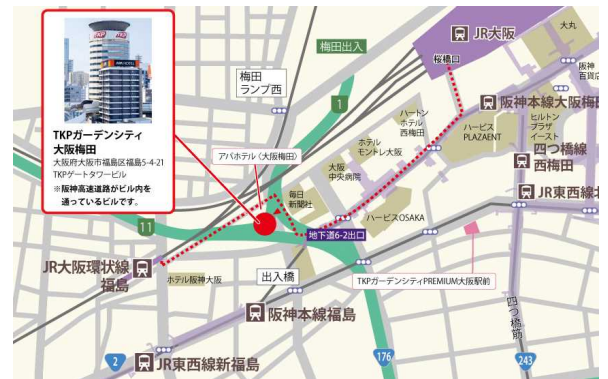 TKPガーデンシティ
大阪梅田
大阪府大阪市福島区福島5-4-21
TKPゲートタワービル
※阪神高速道路がビル内を
通っているビルです。
梅田出入
JR大阪
大丸
桜橋口
阪神
百貨店
梅田
ランプ西
1
阪神本線大阪梅田
ハートン
ホテル
西梅田
ハービス
PLAZAENT
ヒルトン
プラザ
イースト
四つ橋線
西梅田
ホテル
モントレ大阪
アパホテル〈大阪梅田〉
大阪
中央病院
JR東西線北
毎日
新聞社
ハービスOSAKA
11
地下道6-2出口
JR大阪環状線
福島
ホテル阪神大阪
出入橋
TKPガーデンシティPREMIUM大阪駅前
阪神本線福島
四つ橋筋
2
JR東西線新福島
176
243